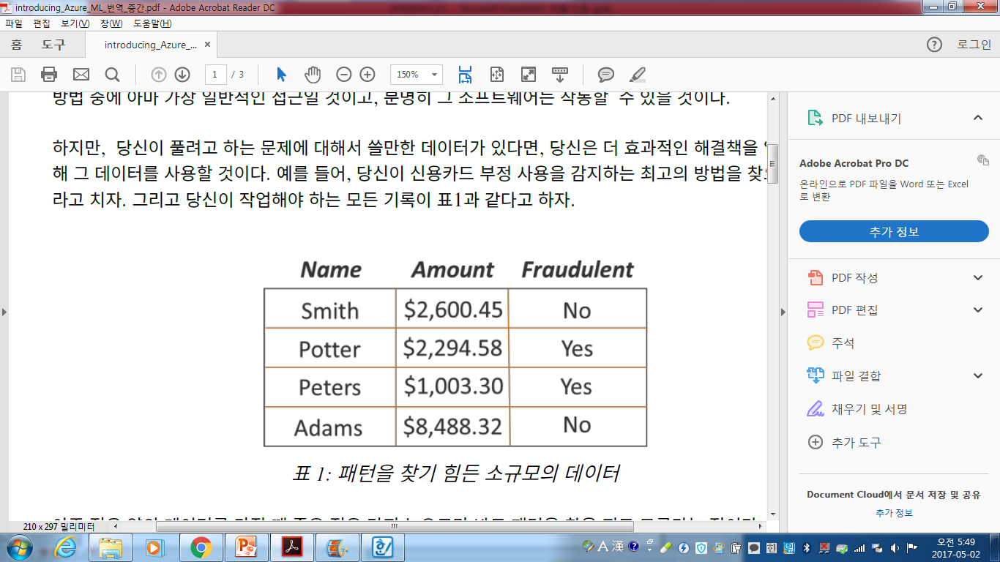 introducing_Azure_ML_번역_중간.pdf - Adobe Acrobat Reader DC
파일 편집 보기(V) 창(W) 도움말(H)
홈 도구 introducing_Azure_... × 로그인
1 / 3 150%
방법 중에 아마 가장 일반적인 접근일 것이고, 분명히 그 소프트웨어는 작동할 수 있을 것이다.
하지만, 당신이 풀려고 하는 문제에 대해서 쓸만한 데이터가 있다면, 당신은 더 효과적인 해결책을
해 그 데이터를 사용할 것이다. 예를 들어, 당신이 신용카드 부정 사용을 감지하는 최고의 방법을
라고 치자. 그리고 당신이 작업해야 하는 모든 기록이 표1과 같다고 하자.
Name Amount Fraudulent
Smith $2,600.45 No
Potter $2,294.58 Yes
Peters $1,003.30 Yes
Adams $8,488.32 No
표 1: 패턴을 찾기 힘든 소규모의 데이터
210 x 297 밀리미터
PDF 내보내기
Adobe Acrobat Pro DC
온라인으로 PDF 파일을 Word 또는 Excel
로 변환
추가 정보
PDF 작성
PDF 편집
주석
파일 결합
채우기 및 서명
추가 도구
Document Cloud에서 문서 저장 및 공유
추가 정보
A 漢
오전 5:49
2017-05-02